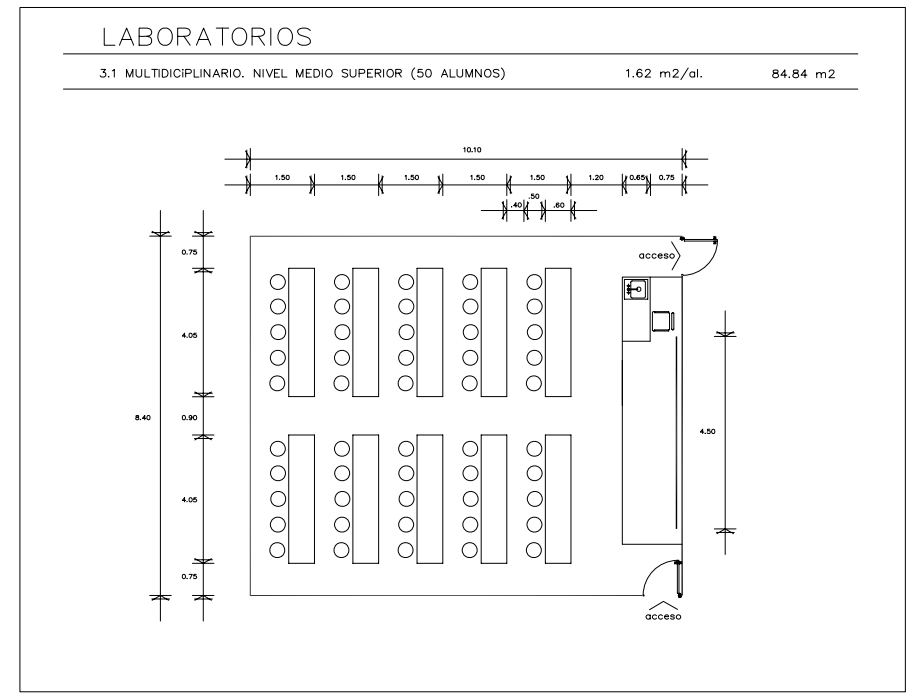 LABORATORIOS
3.1 MULTIDICIPLINARIO. NIVEL MEDIO SUPERIOR (50 ALUMNOS) 1.62 m2/al. 84.84 m2
10.10
1.50 1.50 1.50 1.50 1.50 1.20 0.65 0.75
.40 .50 .60
acceso
0.75
4.05
8.40 0.90
4.50
4.05
0.75
acceso